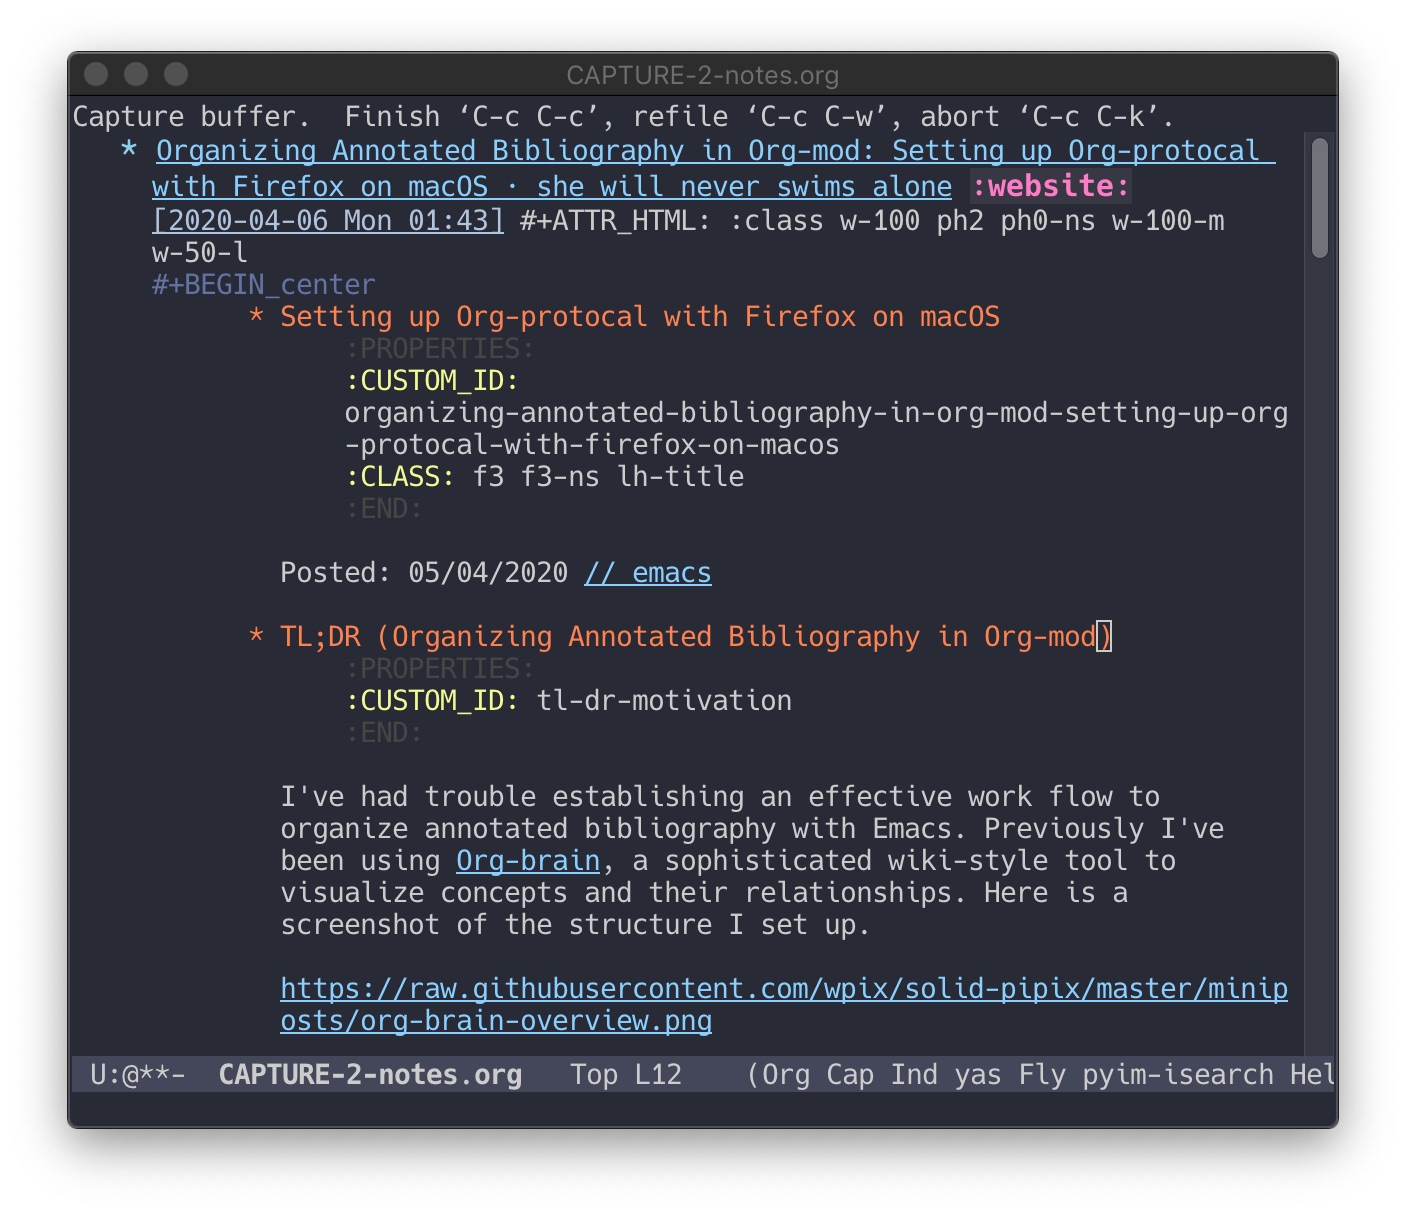 CAPTURE-2-notes.org
Capture buffer.  Finish ‘C-c C-c’, refile ‘C-c C-w’, abort ‘C-c C-k’.
* Organizing Annotated Bibliography in Org-mod: Setting up Org-protocal
with Firefox on macOS · she will never swims alone :website:
[2020-04-06 Mon 01:43] #+ATTR_HTML: :class w-100 ph2 ph0-ns w-100-m
w-50-l
#+BEGIN_center
* Setting up Org-protocal with Firefox on macOS
:PROPERTIES:
:CUSTOM_ID:
organizing-annotated-bibliography-in-org-mod-setting-up-org
-protocal-with-firefox-on-macos
:CLASS: f3 f3-ns lh-title
:END:
Posted: 05/04/2020 // emacs
* TL;DR (Organizing Annotated Bibliography in Org-mod)
:PROPERTIES:
:CUSTOM_ID: tl-dr-motivation
:END:
I've had trouble establishing an effective work flow to
organize annotated bibliography with Emacs. Previously I've
been using Org-brain, a sophisticated wiki-style tool to
visualize concepts and their relationships. Here is a
screenshot of the structure I set up.
https://raw.githubusercontent.com/wpix/solid-pipix/master/minip
osts/org-brain-overview.png
U:@**-  CAPTURE-2-notes.org   Top L12    (Org Cap Ind yas Fly pyim-isearch Hel